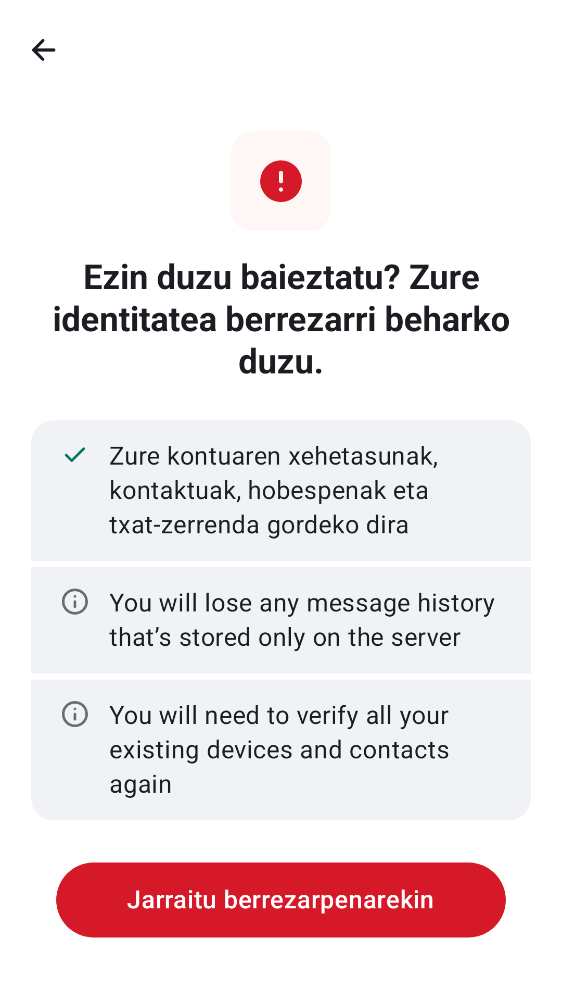 Ezin duzu baieztatu? Zure
identitatea berrezarri beharko
duzu.
Zure kontuaren xehetasunak,
kontaktuak, hobespenak eta
txat-zerrenda gordeko dira
You will lose any message history
that’s stored only on the server
You will need to verify all your
existing devices and contacts
again
Jarraitu berrezarpenarekin